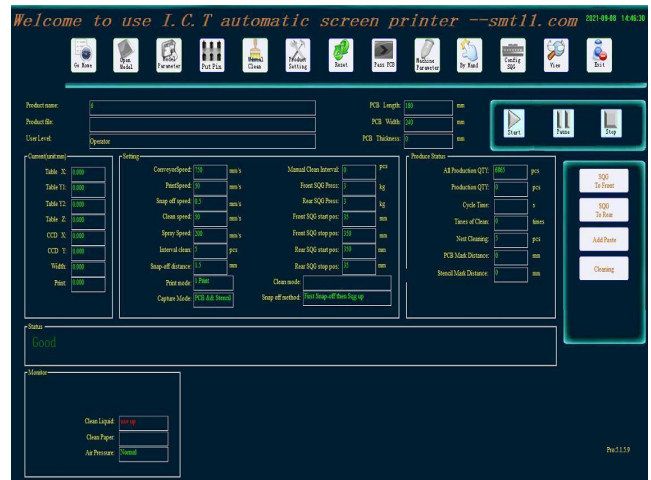 Welcome to use I.C.T automatic screen printer --smt11.com 2021-09-08 14:46:30
Go Home
Open Model
Model Parameter
Put Pin
Manual Clean
Product Setting
Reset
Pass PCB
Machine Parameter
By Hand
Config SQG
View
Exit
Product name: 6
Product file:
User Level: Operator
PCB Length: 180 mm
PCB Width: 240 mm
PCB Thickness: 0 mm
Start
Pause
Stop
Current(unit:mm)
Table X: 0.000
Table Y1: 0.000
Table Y2: 0.000
Table Z: 0.000
CCD X: 0.000
CCD Y: 0.000
Width: 0.000
Print: 0.000
Setting
ConveyorSpeed: 750 mm/s
PrintSpeed: 50 mm/s
Snap off speed: 0.5 mm/s
Clean speed: 50 mm/s
Spray Speed: 200 mm/s
Interval clean: 5 pcs
Snap-off distance: 1.5 mm
Print mode: 1 Print
Capture Mode: PCB && Stencil
Manual Clean Interval: 0 pcs
Front SQG Press: 3 kg
Rear SQG Press: 3 kg
Front SQG start pos: 35 mm
Front SQG stop pos: 350 mm
Rear SQG start pos: 350 mm
Rear SQG stop pos: 35 mm
Clean mode:
Snap off method: First Snap-off then Sqg up
Produce Status
All Production QTY: 6885 pcs
Production QTY: 0 pcs
Cycle Time: s
Times of Clean: 0 times
Next Cleaning: 5 pcs
PCB Mark Distance: 0 mm
Stencil Mark Distance: 0 mm
SQG To Front
SQG To Rear
Add Paste
Cleaning
Status
Good
Monitor
Clean Liquid: use up
Clean Paper:
Air Pressure: Normal
Pro:5.1.5.9